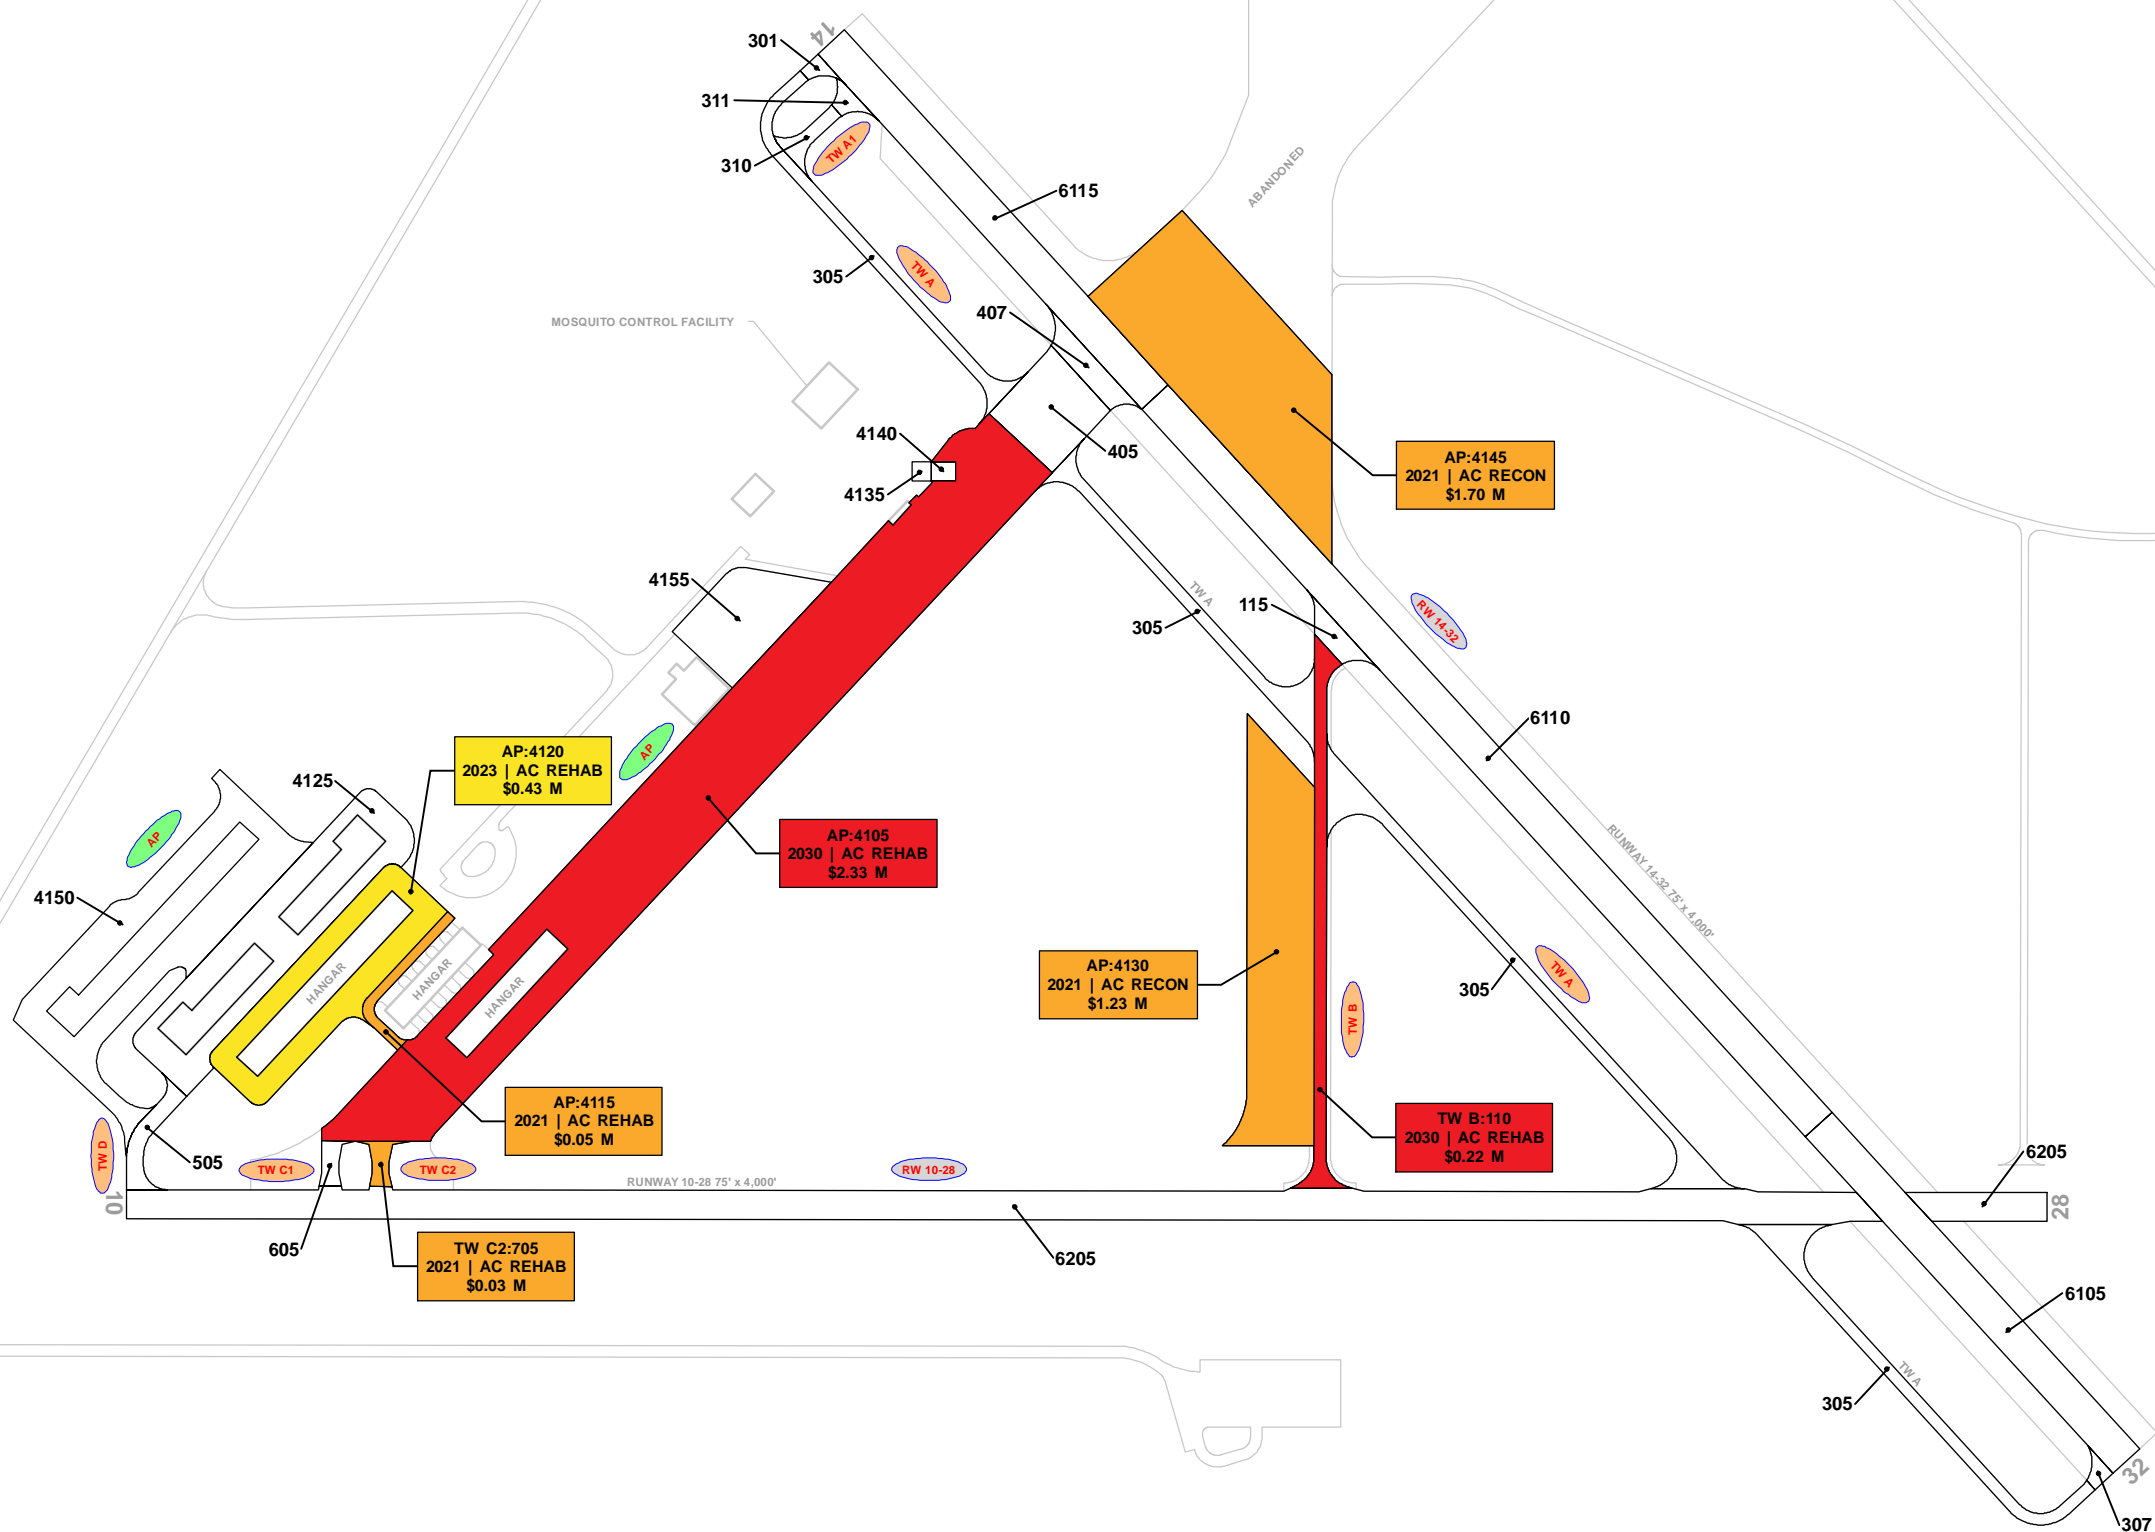 14
301
311
310
TW A1
6115
ABANDONED
305
TW A
407
MOSQUITO CONTROL FACILITY
4140
405
4135
AP:4145
2021 | AC RECON
$1.70 M
4155
TW A
115
305
RW 14-32
6110
AP
AP:4120
2023 | AC REHAB
$0.43 M
4125
AP
AP:4105
2030 | AC REHAB
$2.33 M
RUNWAY 14-32 75' x 4,000'
4150
HANGAR
HANGAR
HANGAR
AP:4130
2021 | AC RECON
$1.23 M
305
TW A
TW B
AP:4115
2021 | AC REHAB
$0.05 M
TW B:110
2030 | AC REHAB
$0.22 M
TW D
505
TW C1
TW C2
RW 10-28
RUNWAY 10-28 75' x 4,000'
6205
10
28
605
TW C2:705
2021 | AC REHAB
$0.03 M
6205
6105
TW A
305
32
307